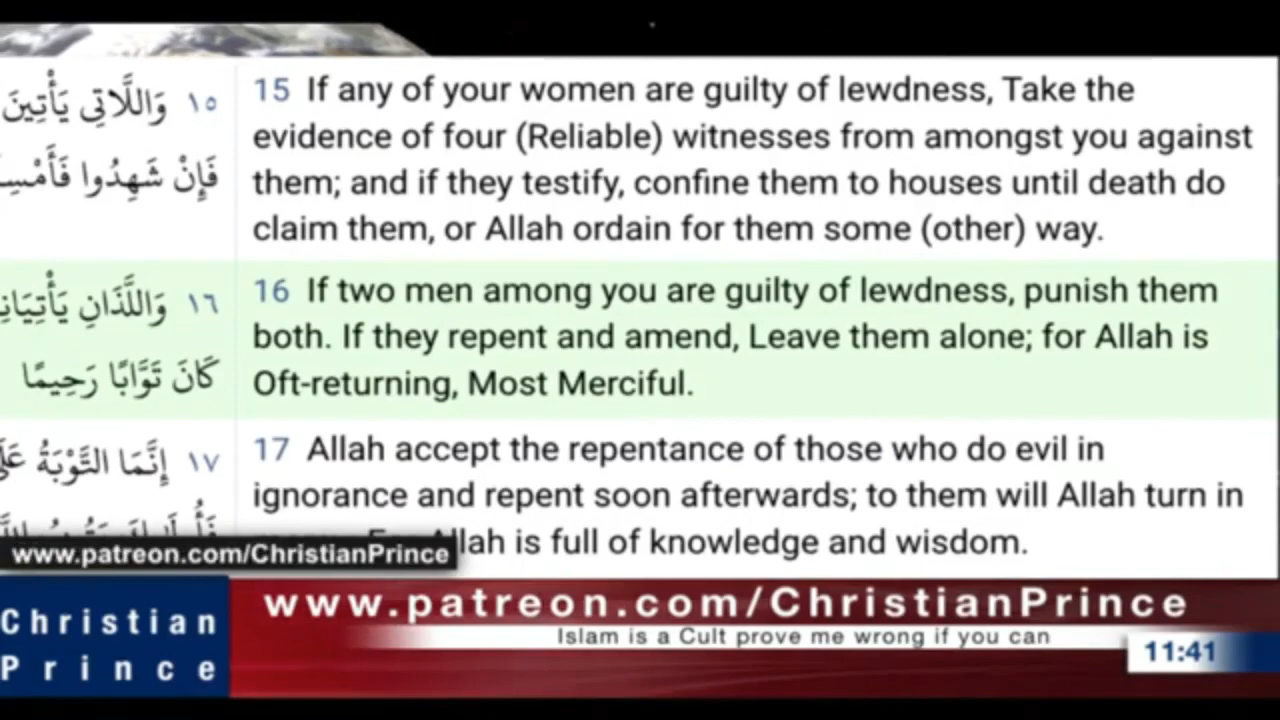 ١٥ وَاللَّاتِي يَأْتِينَ
فَإِنْ شَهِدُوا
15 If any of your women are guilty of lewdness, Take the
evidence of four (Reliable) witnesses from amongst you against
them; and if they testify, confine them to houses until death do
claim them, or Allah ordain for them some (other) way.
١٦ وَاللَّذَانِ
كَانَ تَوَّابًا رَحِيمًا
16 If two men among you are guilty of lewdness, punish them
both. If they repent and amend, Leave them alone; for Allah is
Oft-returning, Most Merciful.
١٧ إِنَّمَا التَّوْبَةُ
17 Allah accept the repentance of those who do evil in
ignorance and repent soon afterwards; to them will Allah turn in
is full of knowledge and wisdom.
www.patreon.com/ChristianPrince
www.patreon.com/ChristianPrince
Islam is a Cult prove me wrong if you can
Christian
Prince
11:41